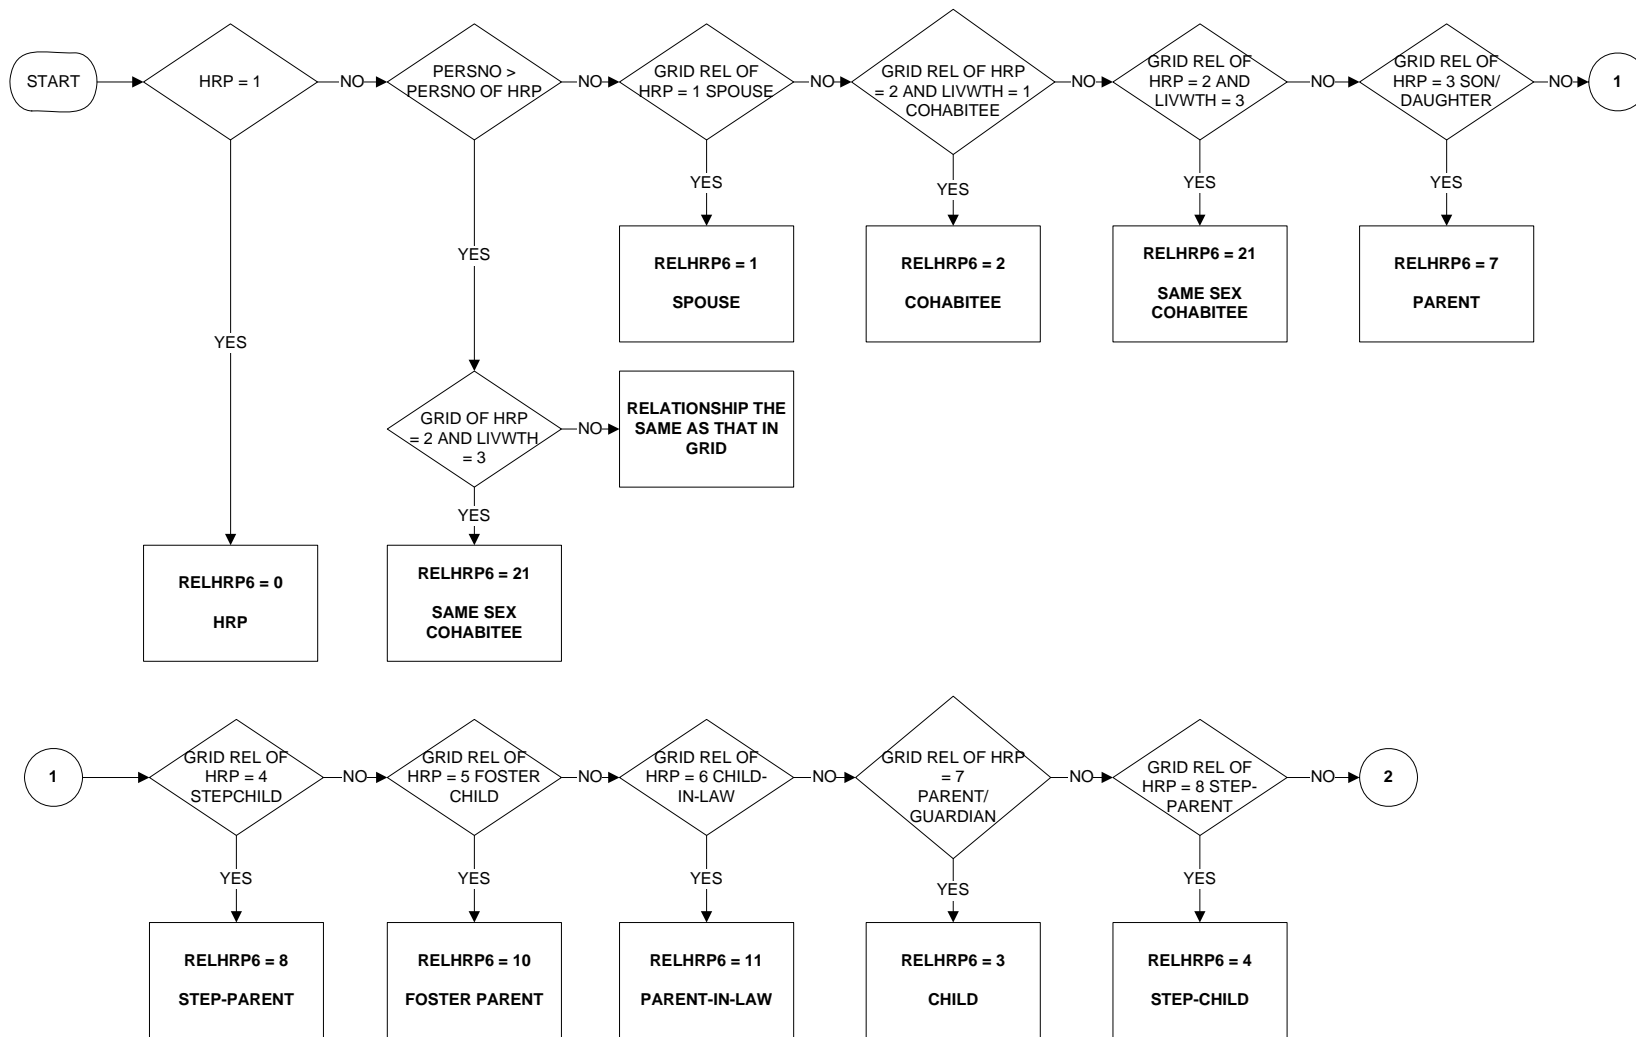 START
HRP = 1
NO
PERSNO >
PERSNO OF HRP
NO
GRID REL OF
HRP = 1 SPOUSE
NO
GRID REL OF HRP
= 2 AND LIVWTH = 1
COHABITEE
NO
GRID REL OF
HRP = 2 AND
LIVWTH = 3
NO
GRID REL OF
HRP = 3 SON/
DAUGHTER
NO
1
YES
YES
YES
YES
YES
YES
RELHRP6 = 1
SPOUSE
RELHRP6 = 2
COHABITEE
RELHRP6 = 21
SAME SEX
COHABITEE
RELHRP6 = 7
PARENT
GRID OF HRP
= 2 AND LIVWTH
= 3
NO
RELATIONSHIP THE
SAME AS THAT IN
GRID
YES
RELHRP6 = 0
HRP
RELHRP6 = 21
SAME SEX
COHABITEE
1
GRID REL OF
HRP = 4
STEPCHILD
NO
GRID REL OF
HRP = 5 FOSTER
CHILD
NO
GRID REL OF
HRP = 6 CHILD-
IN-LAW
NO
GRID REL OF HRP
= 7
PARENT/
GUARDIAN
NO
GRID REL OF
HRP = 8 STEP-
PARENT
NO
2
YES
YES
YES
YES
YES
RELHRP6 = 8
STEP-PARENT
RELHRP6 = 10
FOSTER PARENT
RELHRP6 = 11
PARENT-IN-LAW
RELHRP6 = 3
CHILD
RELHRP6 = 4
STEP-CHILD